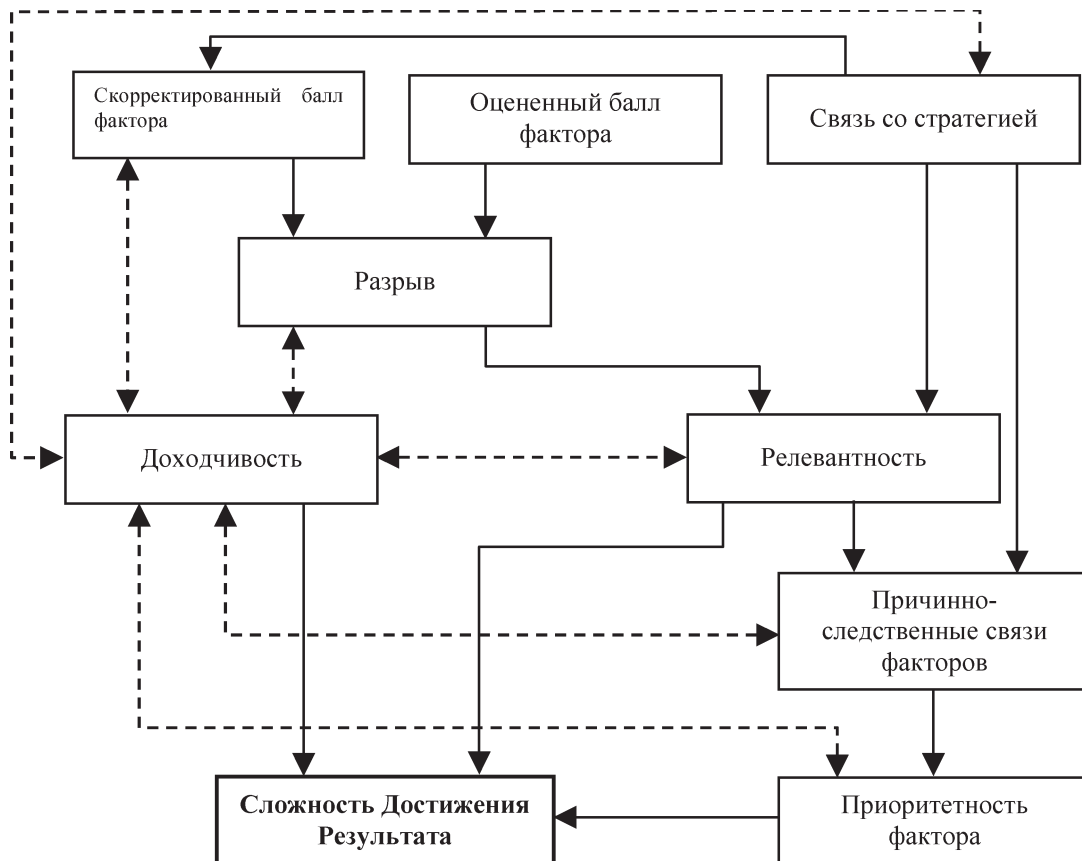 Скорректированный балл
фактора
Оцененный балл
фактора
Связь со стратегией
Разрыв
Доходчивость
Релевантность
Причинно-
следственные связи
факторов
Сложность Достижения
Результата
Приоритетность
фактора